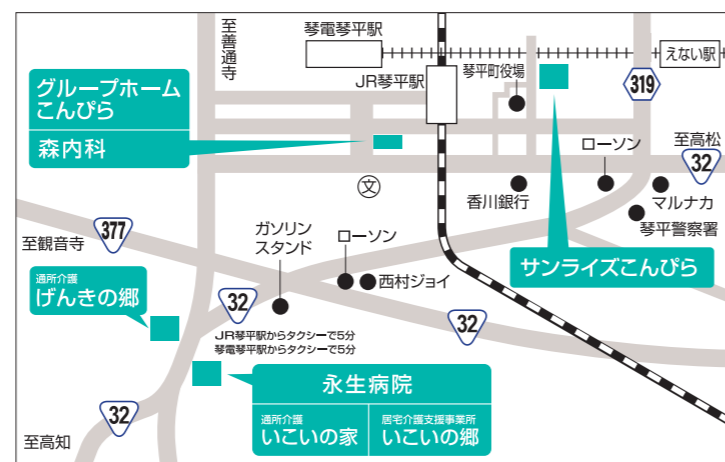 至善通寺
琴電琴平駅
えない駅
JR琴平駅
琴平町役場
319
グループホーム
こんぴら
森内科
至高松
32
ローソン
文
香川銀行
マルナカ
琴平警察署
377
至観音寺
ガソリン
スタンド
ローソン
西村ジョイ
サンライズこんぴら
通所介護
げんきの郷
32
32
JR琴平駅からタクシーで5分
琴電琴平駅からタクシーで5分
永生病院
通所介護
いこいの家
居宅介護支援事業所
いこいの郷
32
至高知